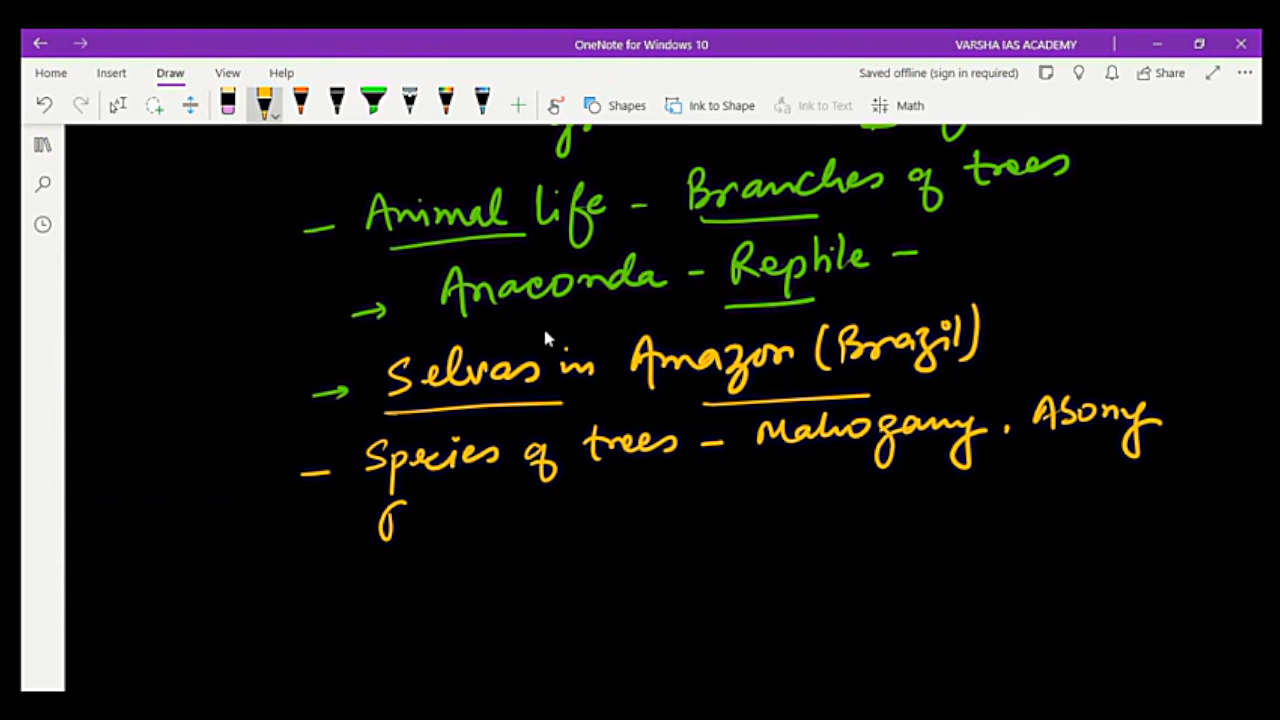 OneNote for Windows 10
VARSHA IAS ACADEMY
Home Insert Draw View Help
Saved offline (sign in required)
Share
Shapes
Ink to Shape
Ink to Text
Math
- Animal life - Branches of trees
→ Anaconda - Reptile -
→ Selvas in Amazon (Brazil)
- Species of trees - Mahogany, Asony